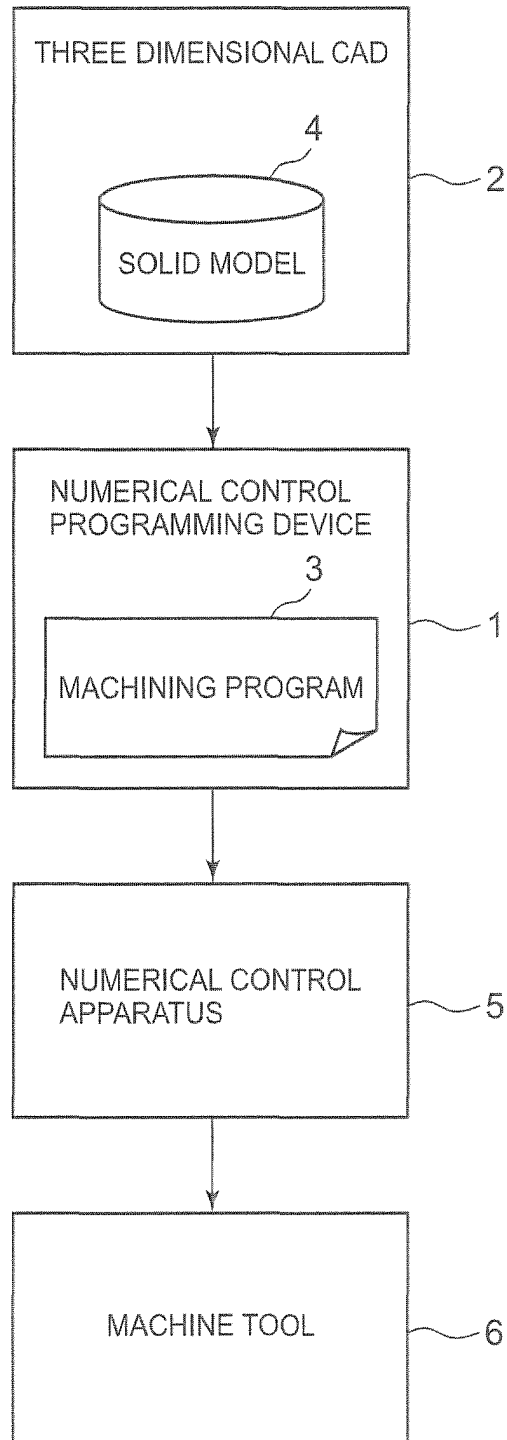 THREE DIMENSIONAL CAD
4
2
SOLID MODEL
NUMERICAL CONTROL
PROGRAMMING DEVICE
3
1
MACHINING PROGRAM
NUMERICAL CONTROL
APPARATUS
5
MACHINE TOOL
6